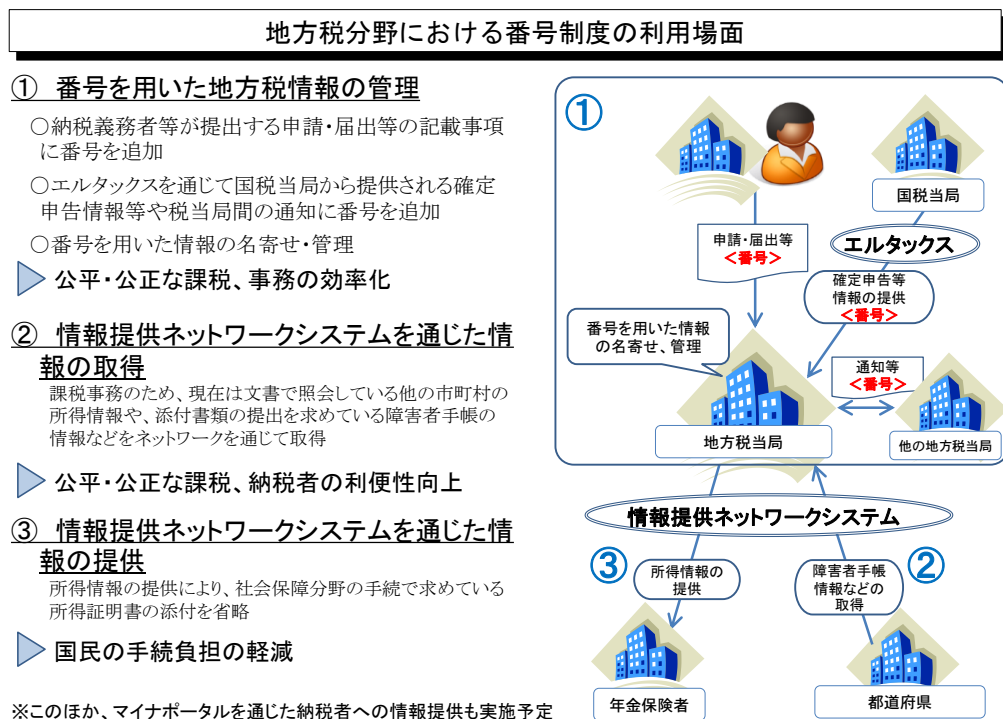 地方税分野における番号制度の利用場面
① 番号を用いた地方税情報の管理
○納税義務者等が提出する申請・届出等の記載事項
に番号を追加
○エルタックスを通じて国税当局から提供される確定
申告情報等や税当局間の通知に番号を追加
○番号を用いた情報の名寄せ・管理
公平・公正な課税、事務の効率化
② 情報提供ネットワークシステムを通じた情
報の取得
課税事務のため、現在は文書で照会している他の市町村の
所得情報や、添付書類の提出を求めている障害者手帳の
情報などをネットワークを通じて取得
公平・公正な課税、納税者の利便性向上
③ 情報提供ネットワークシステムを通じた情
報の提供
所得情報の提供により、社会保障分野の手続で求めている
所得証明書の添付を省略
国民の手続負担の軽減
※このほか、マイナポータルを通じた納税者への情報提供も実施予定
①
国税当局
申請・届出等
<番号>
エルタックス
確定申告等
情報の提供
<番号>
番号を用いた情報
の名寄せ、管理
通知等
<番号>
地方税当局
他の地方税当局
情報提供ネットワークシステム
③
所得情報の
提供
障害者手帳
情報などの
取得
②
年金保険者
都道府県